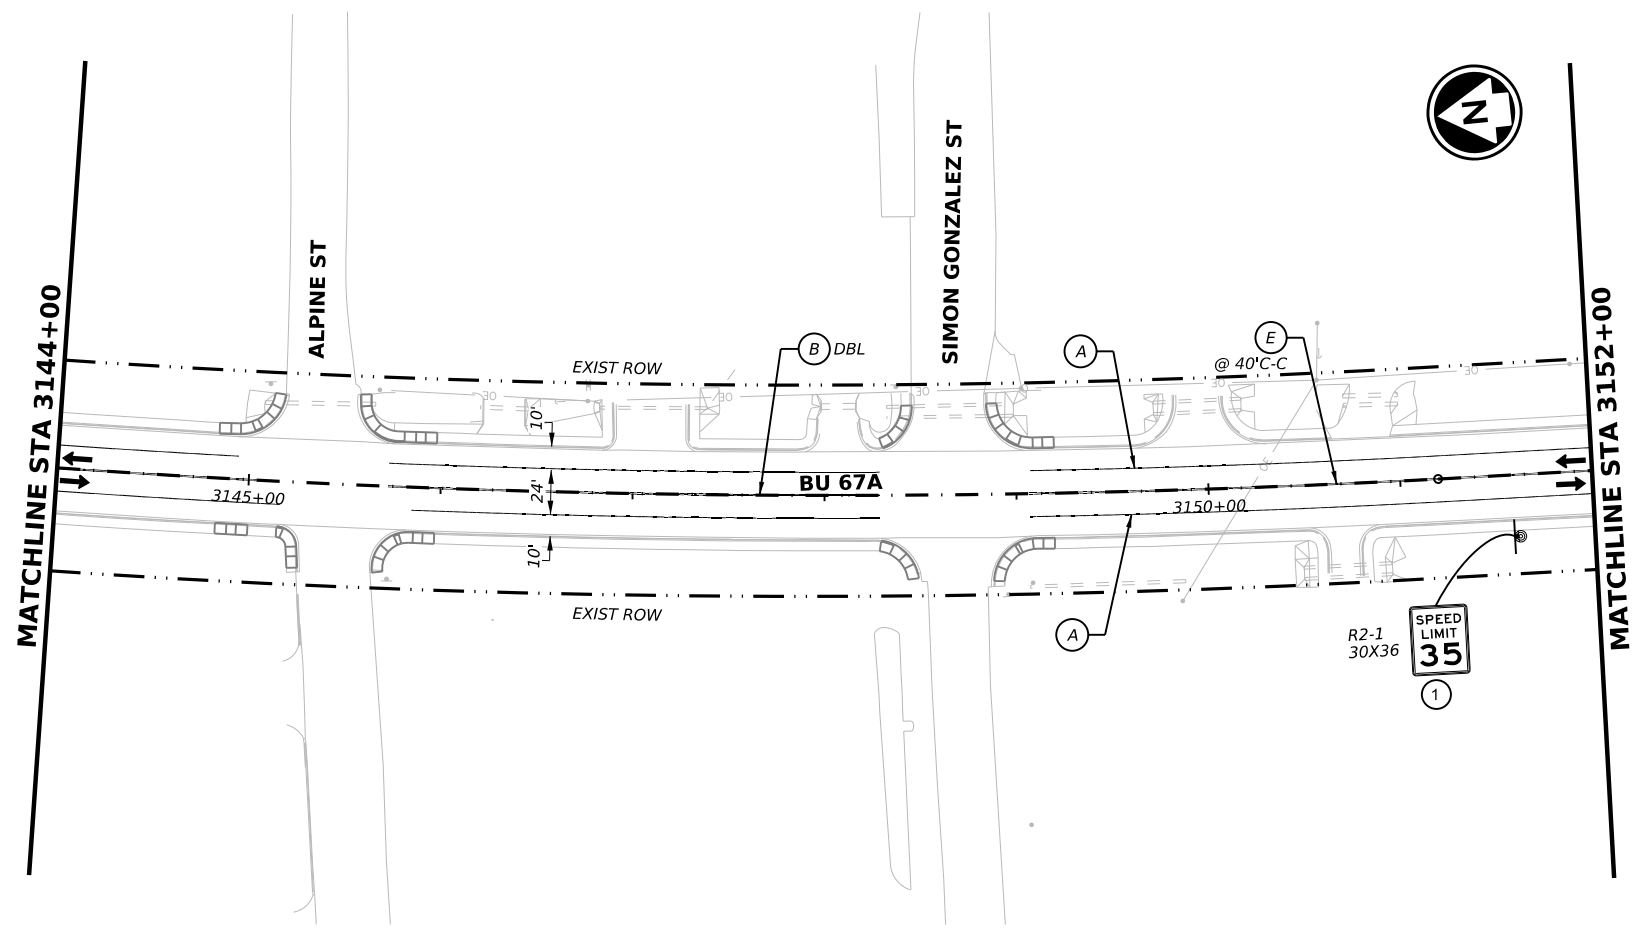 N
MATCHLINE STA 3144+00
ALPINE ST
SIMON GONZALEZ ST
MATCHLINE STA 3152+00
B DBL
EXIST ROW
A
E
@ 40'C-C
10'
24'
10'
BU 67A
3145+00
3150+00
EXIST ROW
A
R2-1
30X36
SPEED
LIMIT
35
1